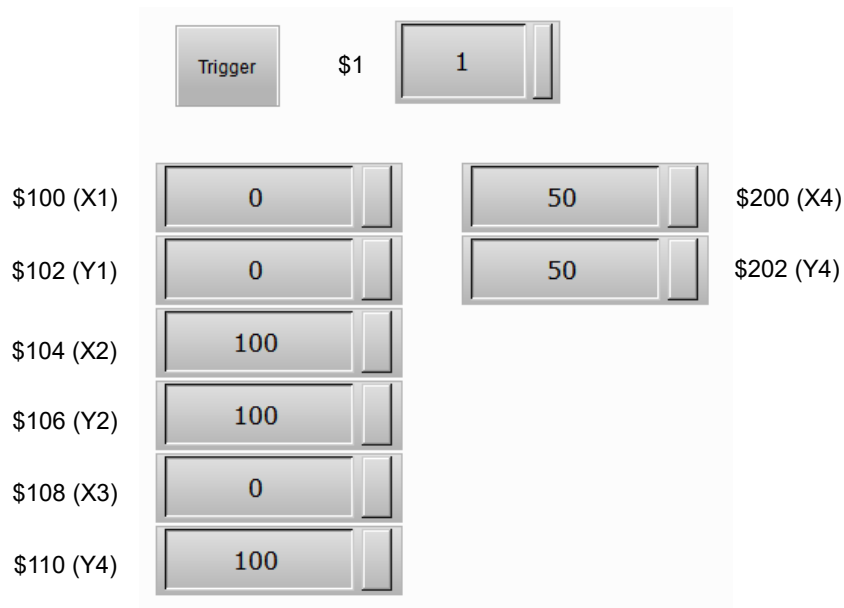 Trigger $1 1
$100 (X1) 0 50 $200 (X4)
$102 (Y1) 0 50 $202 (Y4)
$104 (X2) 100
$106 (Y2) 100
$108 (X3) 0
$110 (Y4) 100